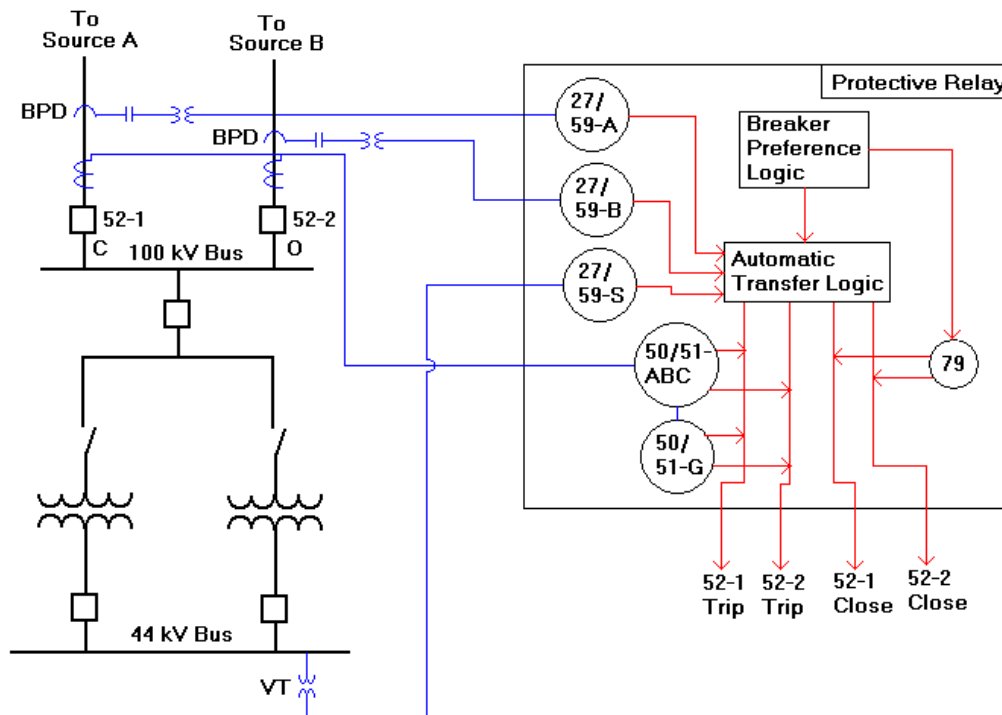 To
Source A
To
Source B
BPD
BPD
52-1
52-2
C
O
100 kV Bus
44 kV Bus
VT
Protective Relay
27/
59-A
27/
59-B
27/
59-S
Breaker
Preference
Logic
Automatic
Transfer Logic
50/51-
ABC
79
50/
51-G
52-1
Trip
52-2
Trip
52-1
Close
52-2
Close